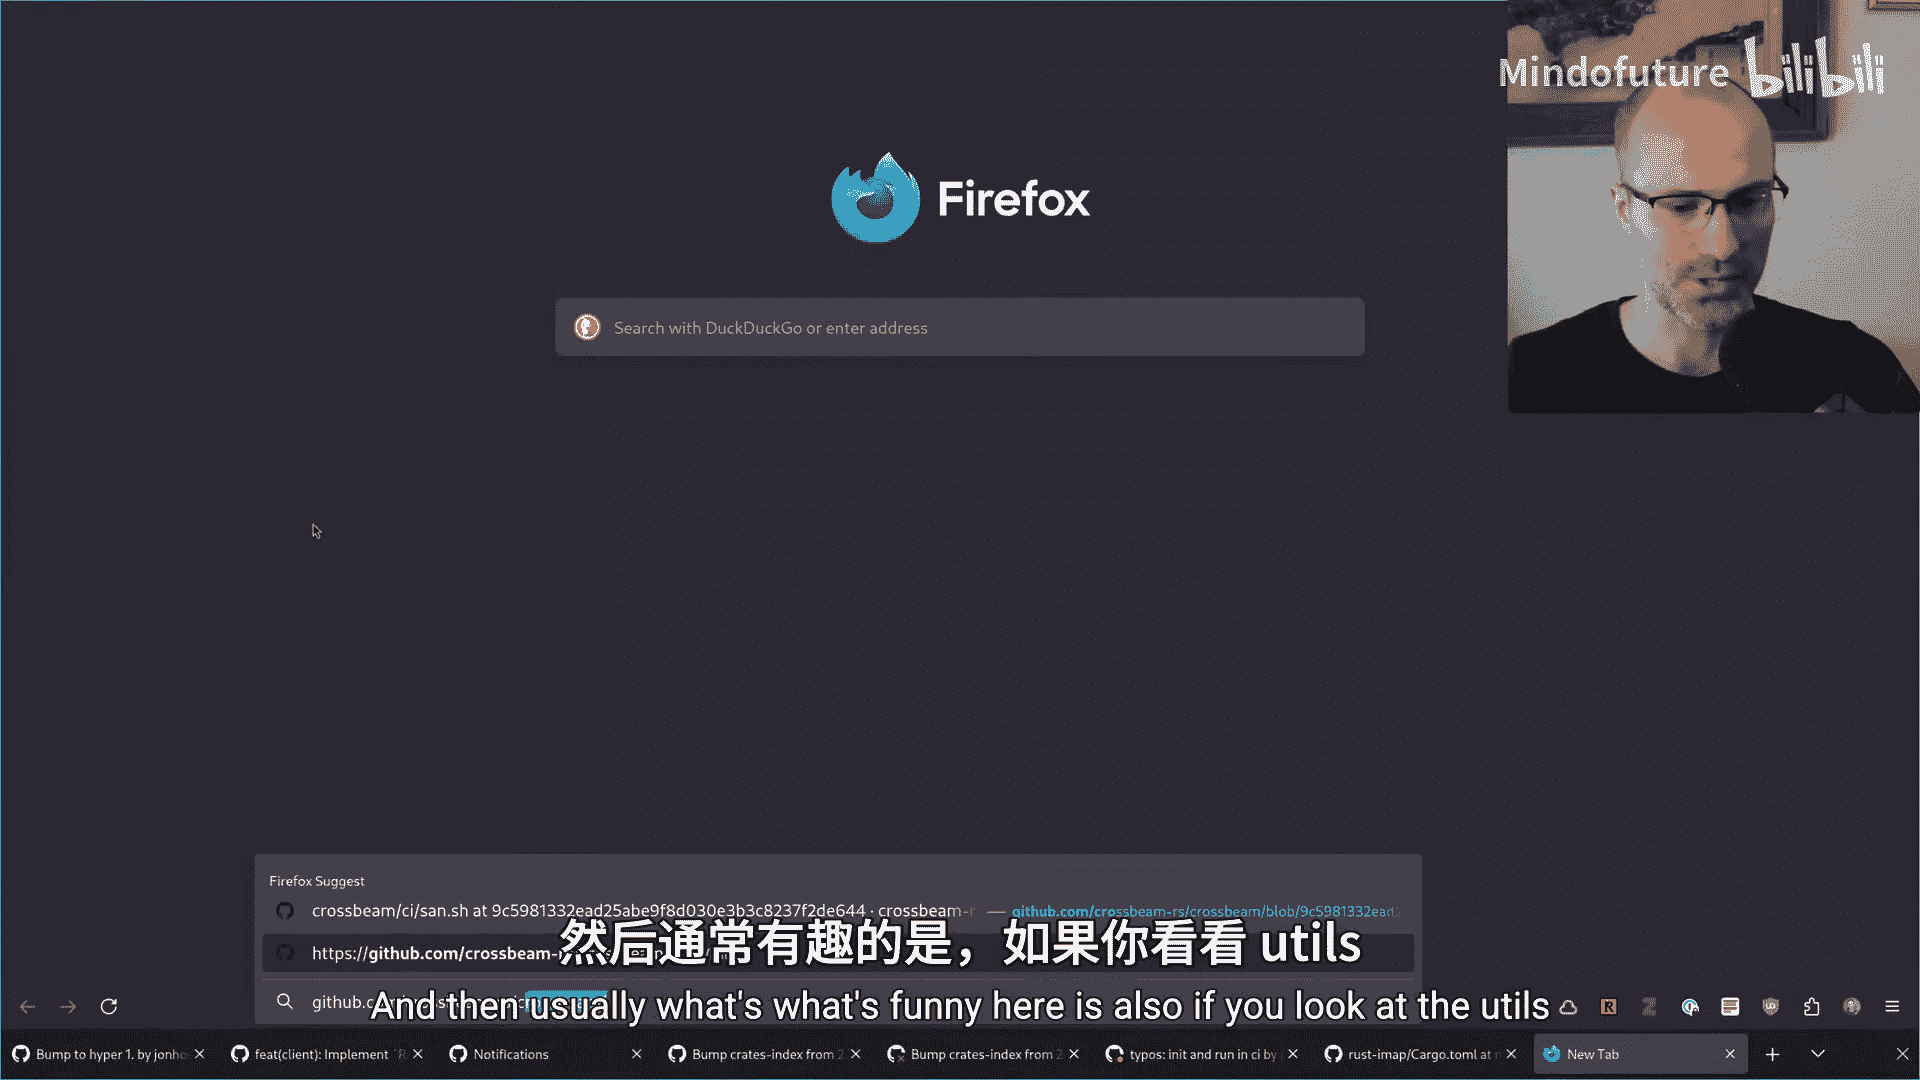 Mindofuture bilibili
Firefox
Search with DuckDuckGo or enter address
Firefox Suggest
crossbeam/ci/san.sh at 9c5981332ead25abe9f8d030e3b3c8237f2de644 · crossbeam-r — github.com/crossbeam-rs/crossbeam/blob/9c5981332ead
https://github.com/crossbeam-
然后通常有趣的是，如果你看看 utils
github.c
And then usually what's what's funny here is also if you look at the utils
Bump to hyper 1. by jonho
feat(client): Implement `R
Notifications
Bump crates-index from 2
Bump crates-index from 2
typos: init and run in ci by
rust-imap/Cargo.toml at
New Tab